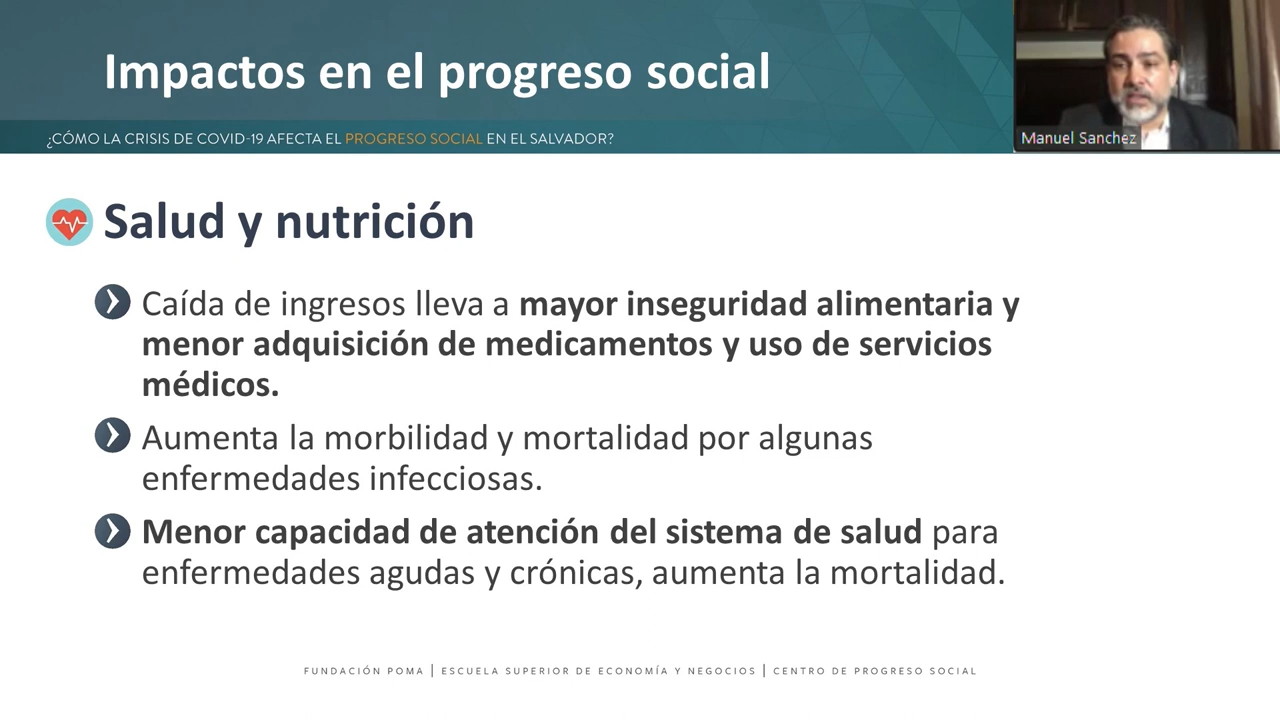 Impactos en el progreso social
¿CÓMO LA CRISIS DE COVID-19 AFECTA EL PROGRESO SOCIAL EN EL SALVADOR?
Manuel Sanchez
Salud y nutrición
Caída de ingresos lleva a mayor inseguridad alimentaria y
menor adquisición de medicamentos y uso de servicios
médicos.
Aumenta la morbilidad y mortalidad por algunas
enfermedades infecciosas.
Menor capacidad de atención del sistema de salud para
enfermedades agudas y crónicas, aumenta la mortalidad.
FUNDACIÓN POMA | ESCUELA SUPERIOR DE ECONOMÍA Y NEGOCIOS | CENTRO DE PROGRESO SOCIAL